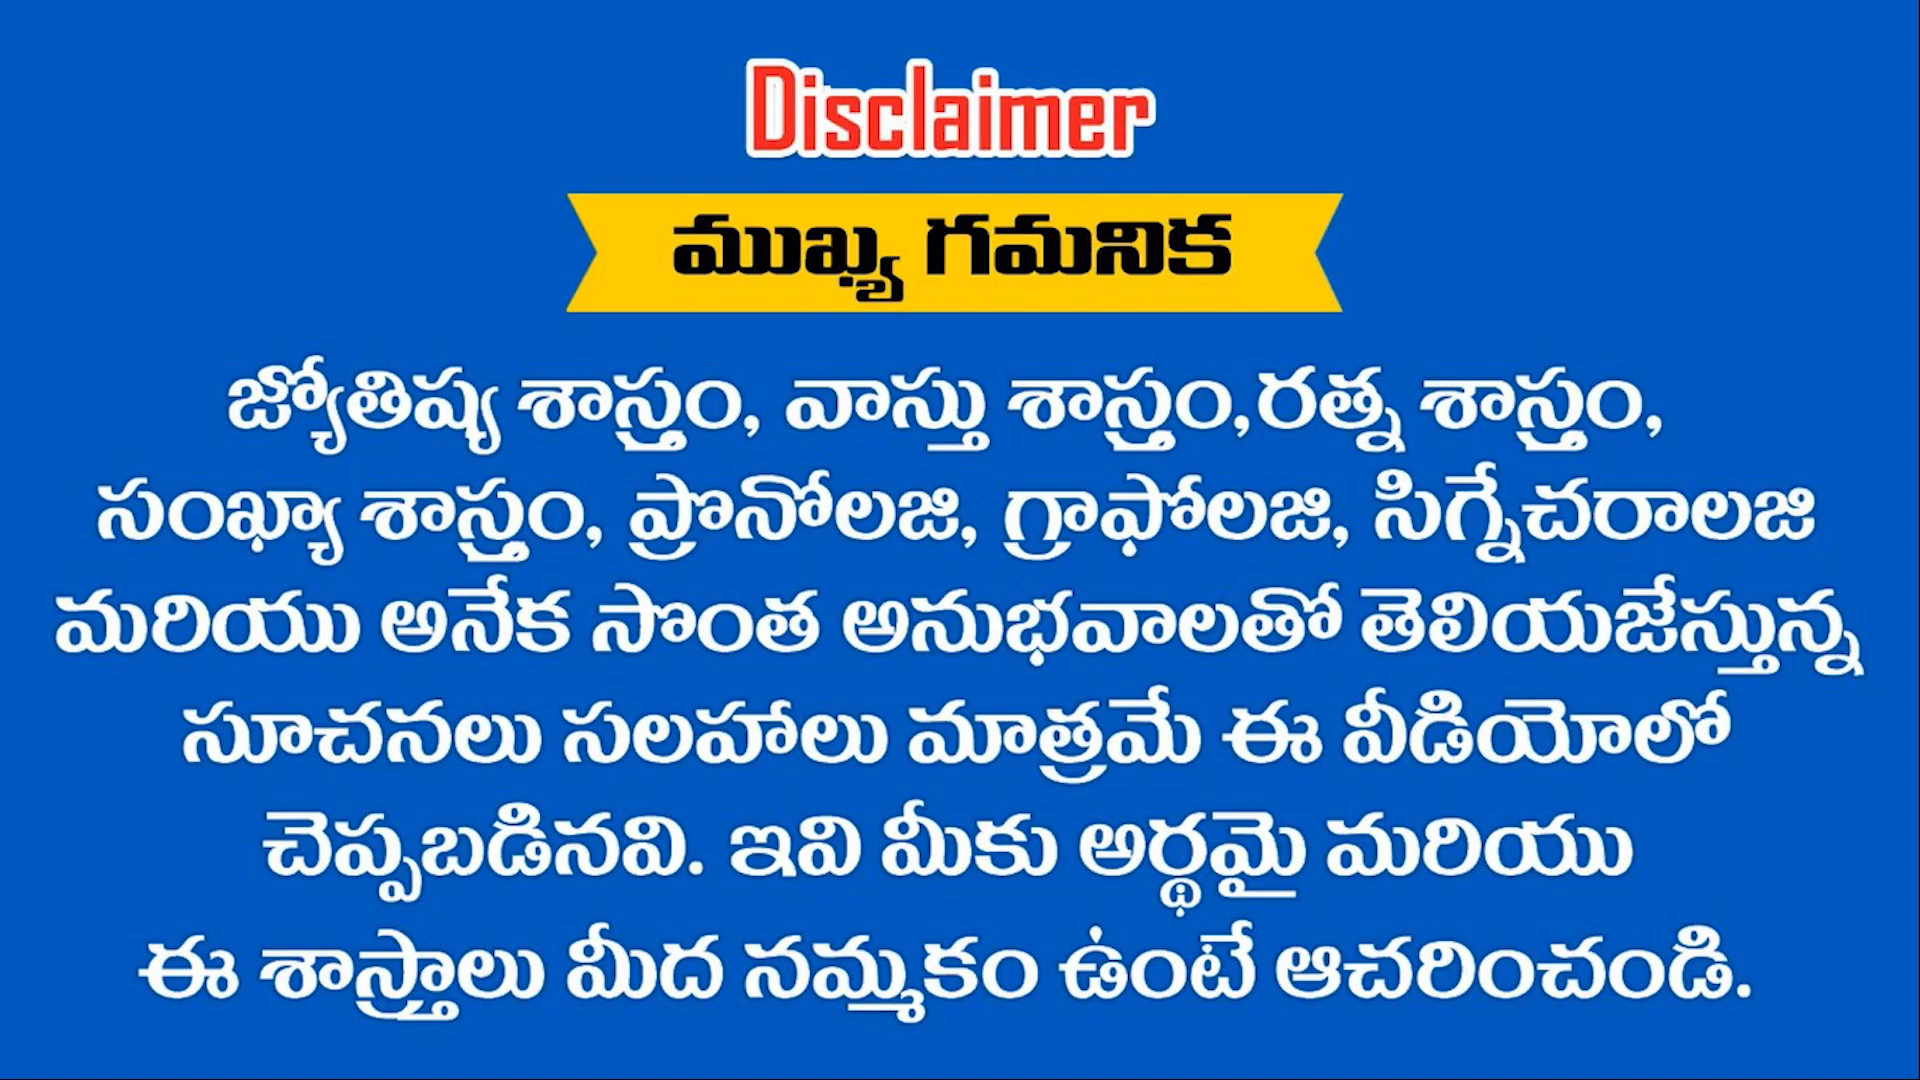 Disclaimer
ముఖ్య గమనిక
జ్యోతిష్య శాస్త్రం, వాస్తు శాస్త్రం,రత్న శాస్త్రం,
సంఖ్యా శాస్త్రం, ప్రొనోలజి, గ్రాఫోలజి, సిగ్నేచరాలజి
మరియు అనేక సొంత అనుభవాలతో తెలియజేస్తున్న
సూచనలు సలహాలు మాత్రమే ఈ వీడియోలో
చెప్పబడినవి. ఇవి మీకు అర్థమై మరియు
ఈ శాస్త్రాలు మీద నమ్మకం ఉంటే ఆచరించండి.